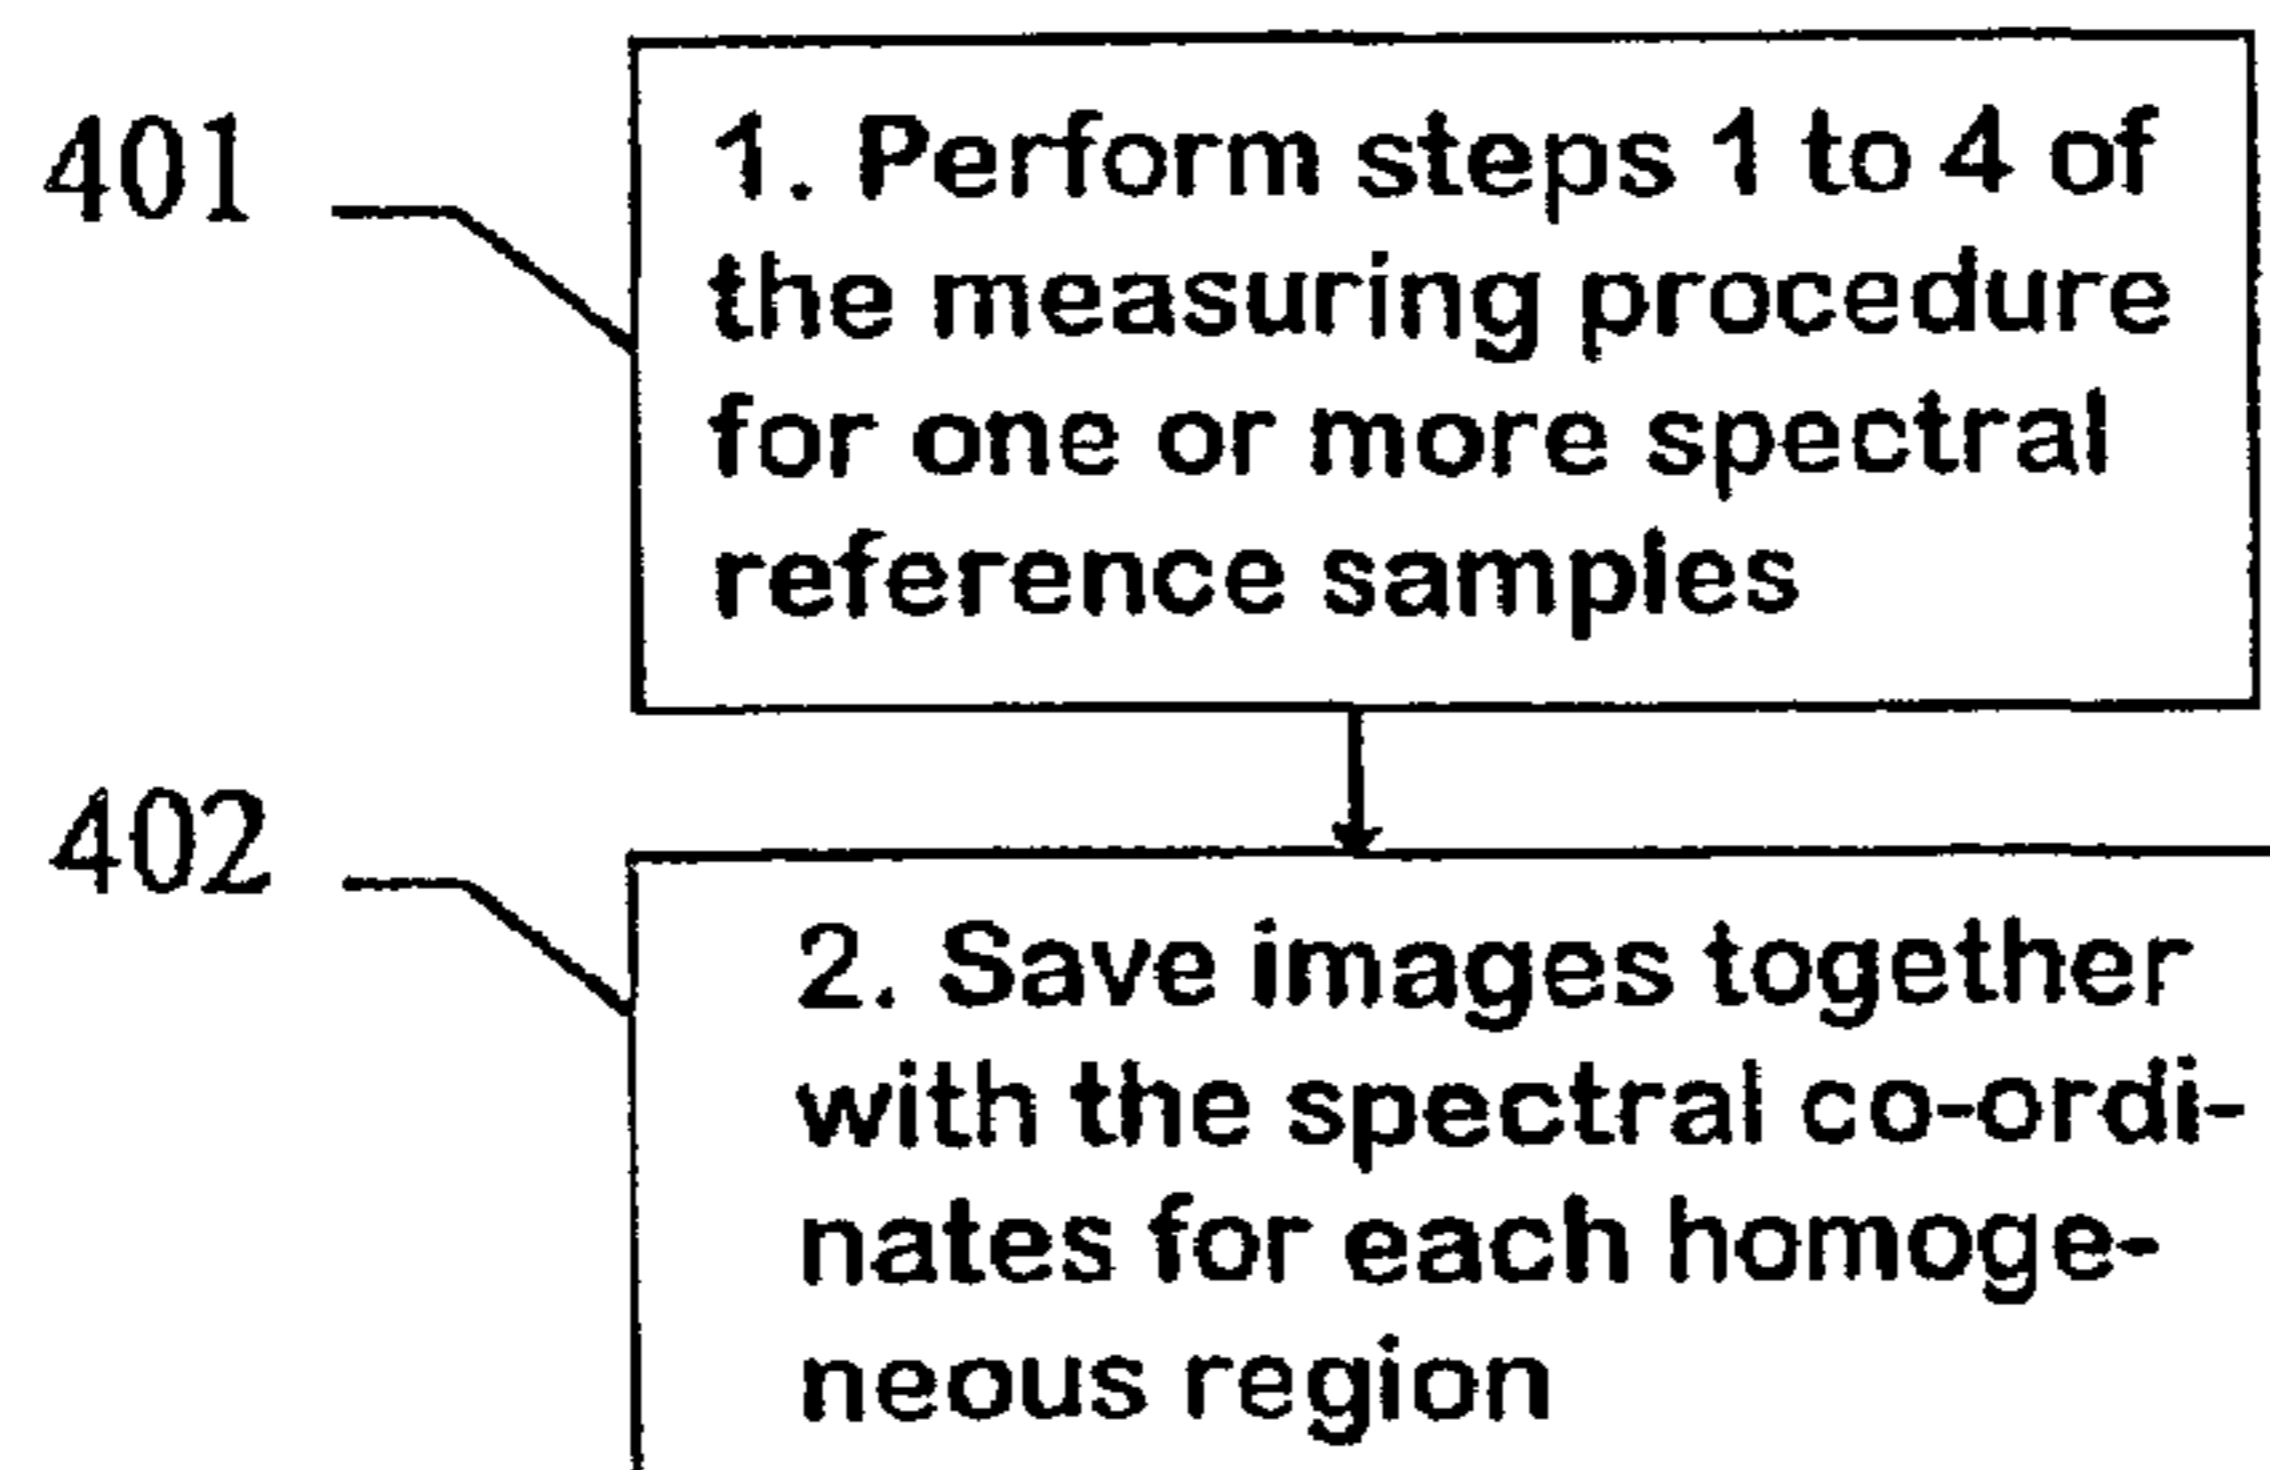 401
1. Perform steps 1 to 4 of
the measuring procedure
for one or more spectral
reference samples
402
2. Save images together
with the spectral co-ordi-
nates for each homoge-
neous region